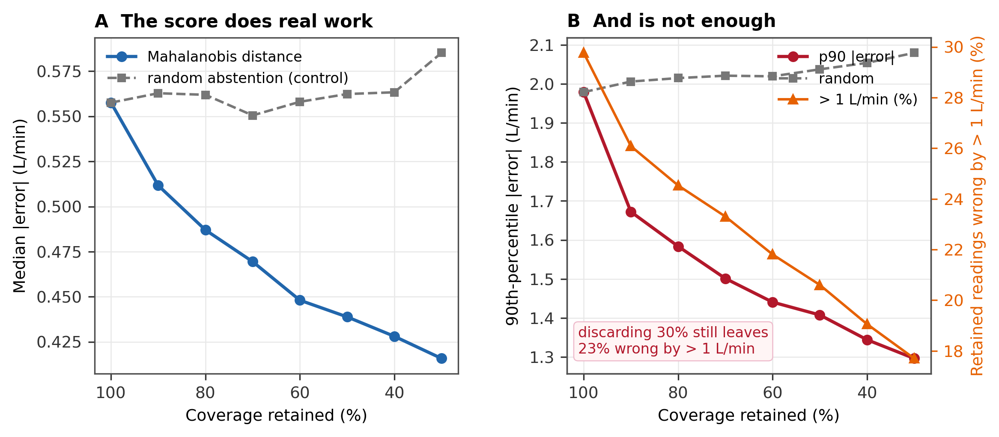 A The score does real work
Mahalanobis distance
random abstention (control)
Median |error| (L/min)
0.575
0.550
0.525
0.500
0.475
0.450
0.425
100
80
60
40
Coverage retained (%)
B And is not enough
p90 |error|
random
> 1 L/min (%)
90th-percentile |error| (L/min)
2.1
2.0
1.9
1.8
1.7
1.6
1.5
1.4
1.3
discarding 30% still leaves
23% wrong by > 1 L/min
100
80
60
40
Coverage retained (%)
30
28
26
24
22
20
18
Retained readings wrong by > 1 L/min (%)